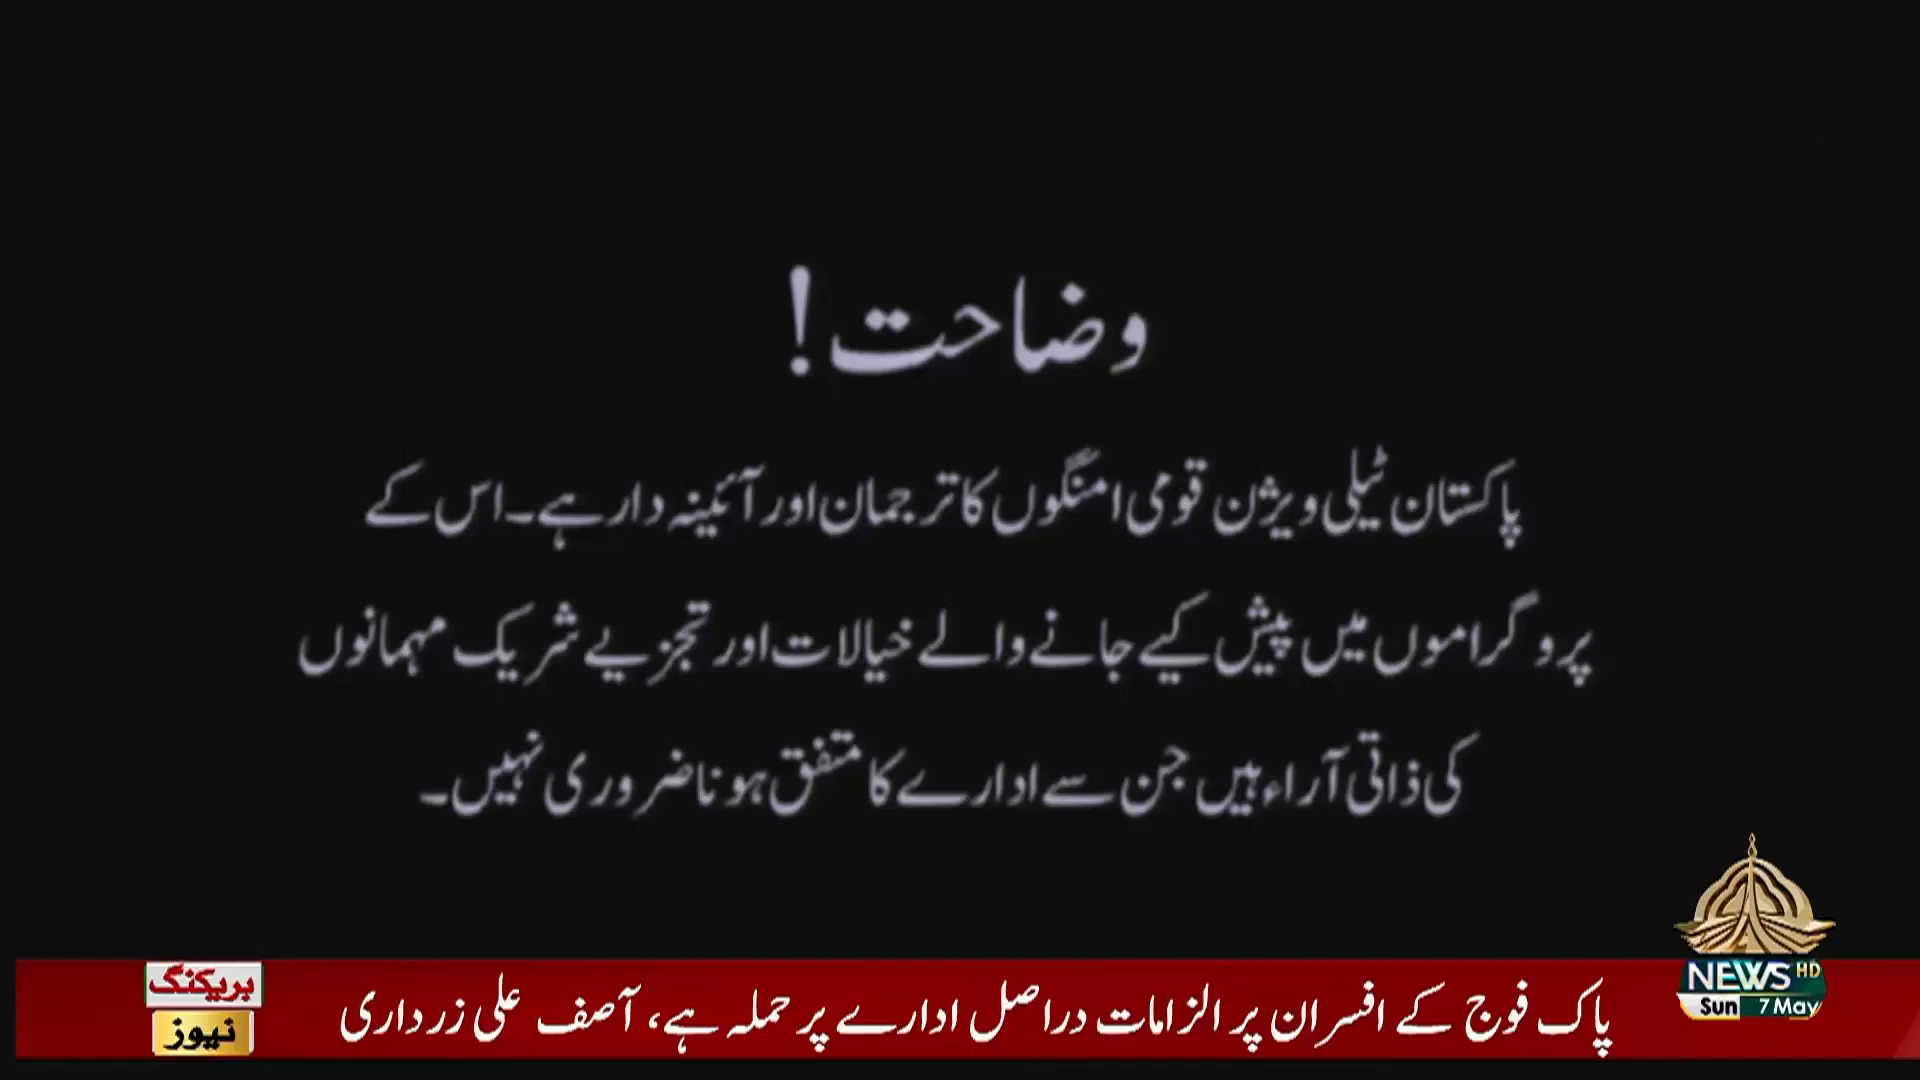 وضاحت!
پاکستان ٹیلی ویژن قومی امنگوں کا ترجمان اور آئینہ دار ہے۔ اس کے
پروگراموں میں پیش کیے جانے والے خیالات اور تجزیے شریک مہمانوں
کی ذاتی آراء ہیں جن سے ادارے کا متفق ہونا ضروری نہیں۔
NEWS HD
Sun 7 May
پاک فوج کے افسران پر الزامات دراصل ادارے پر حملہ ہے، آصف علی زرداری
بریکنگ
نیوز